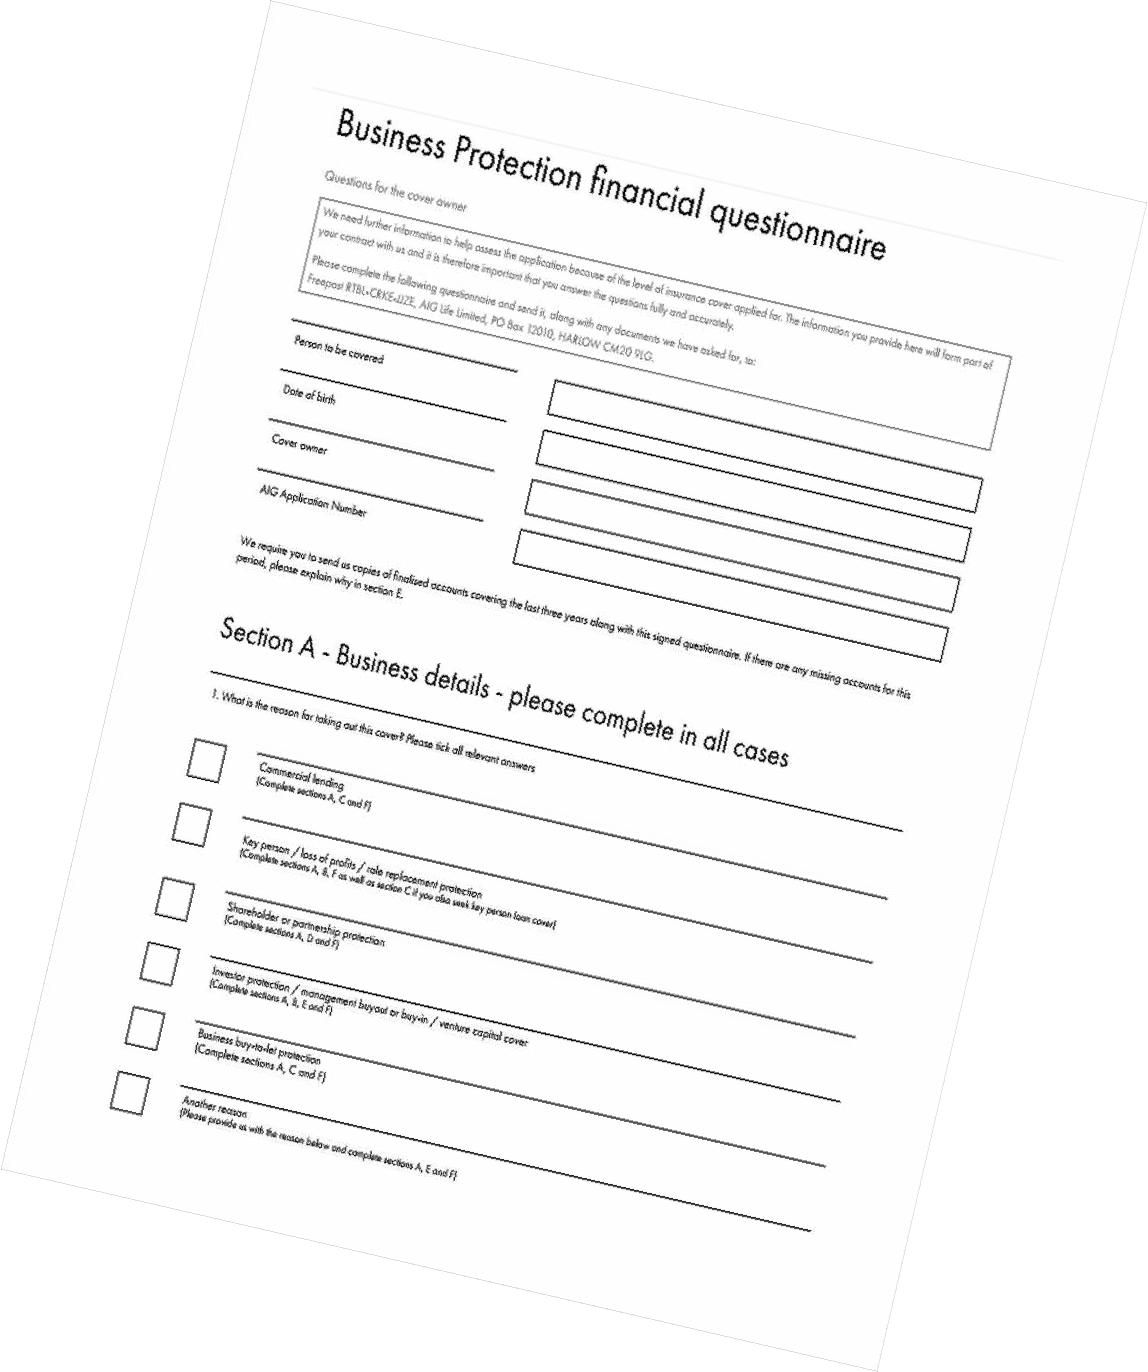 Business Protection financial questionnaire
Questions for the cover owner
We need further information to help assess the application because of the level of insurance cover applied for. The information you provide here will form part of
your contract with us and it is therefore important that you answer the questions fully and accurately.
Please complete the following questionnaire and send it, along with any documents we have asked for, to:
Freepost RTBL-CRKE-JJZE, AIG Life Limited, PO Box 12010, HARLOW CM20 9LG.
Person to be covered
Date of birth
Cover owner
AIG Application Number
We require you to send us copies of finalised accounts covering the last three years along with this signed questionnaire. If there are any missing accounts for this
period, please explain why in section E.
Section A - Business details - please complete in all cases
1. What is the reason for taking out this cover? Please tick all relevant answers
Commercial lending
(Complete sections A, C and F)
Key person / loss of profits / role replacement protection
(Complete sections A, B, F as well as section C if you also seek key person loan cover)
Shareholder or partnership protection
(Complete sections A, D and F)
Investor protection / management buyout or buy-in / venture capital cover
(Complete sections A, B, E and F)
Business buy-to-let protection
(Complete sections A, C and F)
Another reason
(Please provide us with the reason below and complete sections A, E and F)